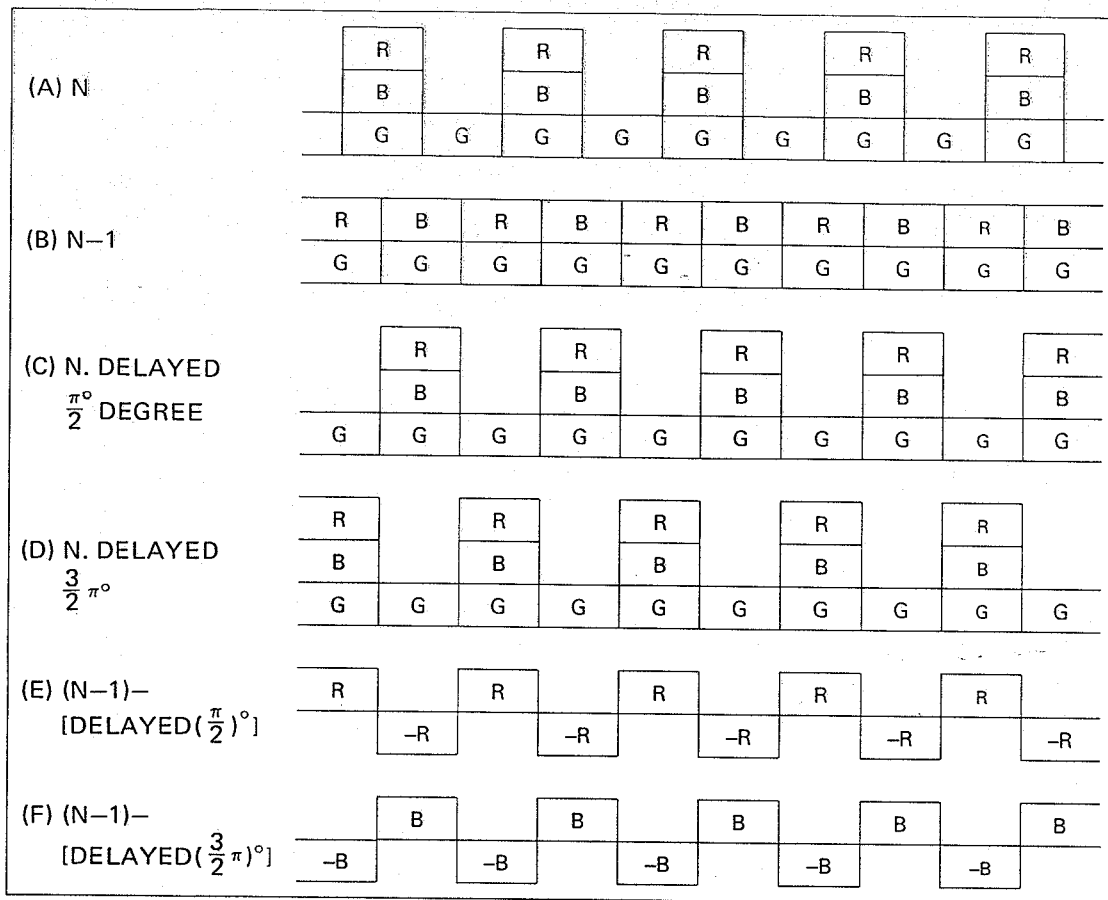 R R R R R
(A) N
B B B B B
G G G G G G G G G
R B R B R B R B R B
(B) N–1
G G G G G G G G G G
R R R R R
(C) N. DELAYED
π/2° DEGREE
B B B B B
G G G G G G G G G G
R R R R R
(D) N. DELAYED
3/2 π°
B B B B B
G G G G G G G G G G
(E) (N–1)–
[DELAYED(π/2)°]
R R R R R
–R –R –R –R –R
(F) (N–1)–
[DELAYED(3/2 π)°]
B B B B B
–B –B –B –B –B